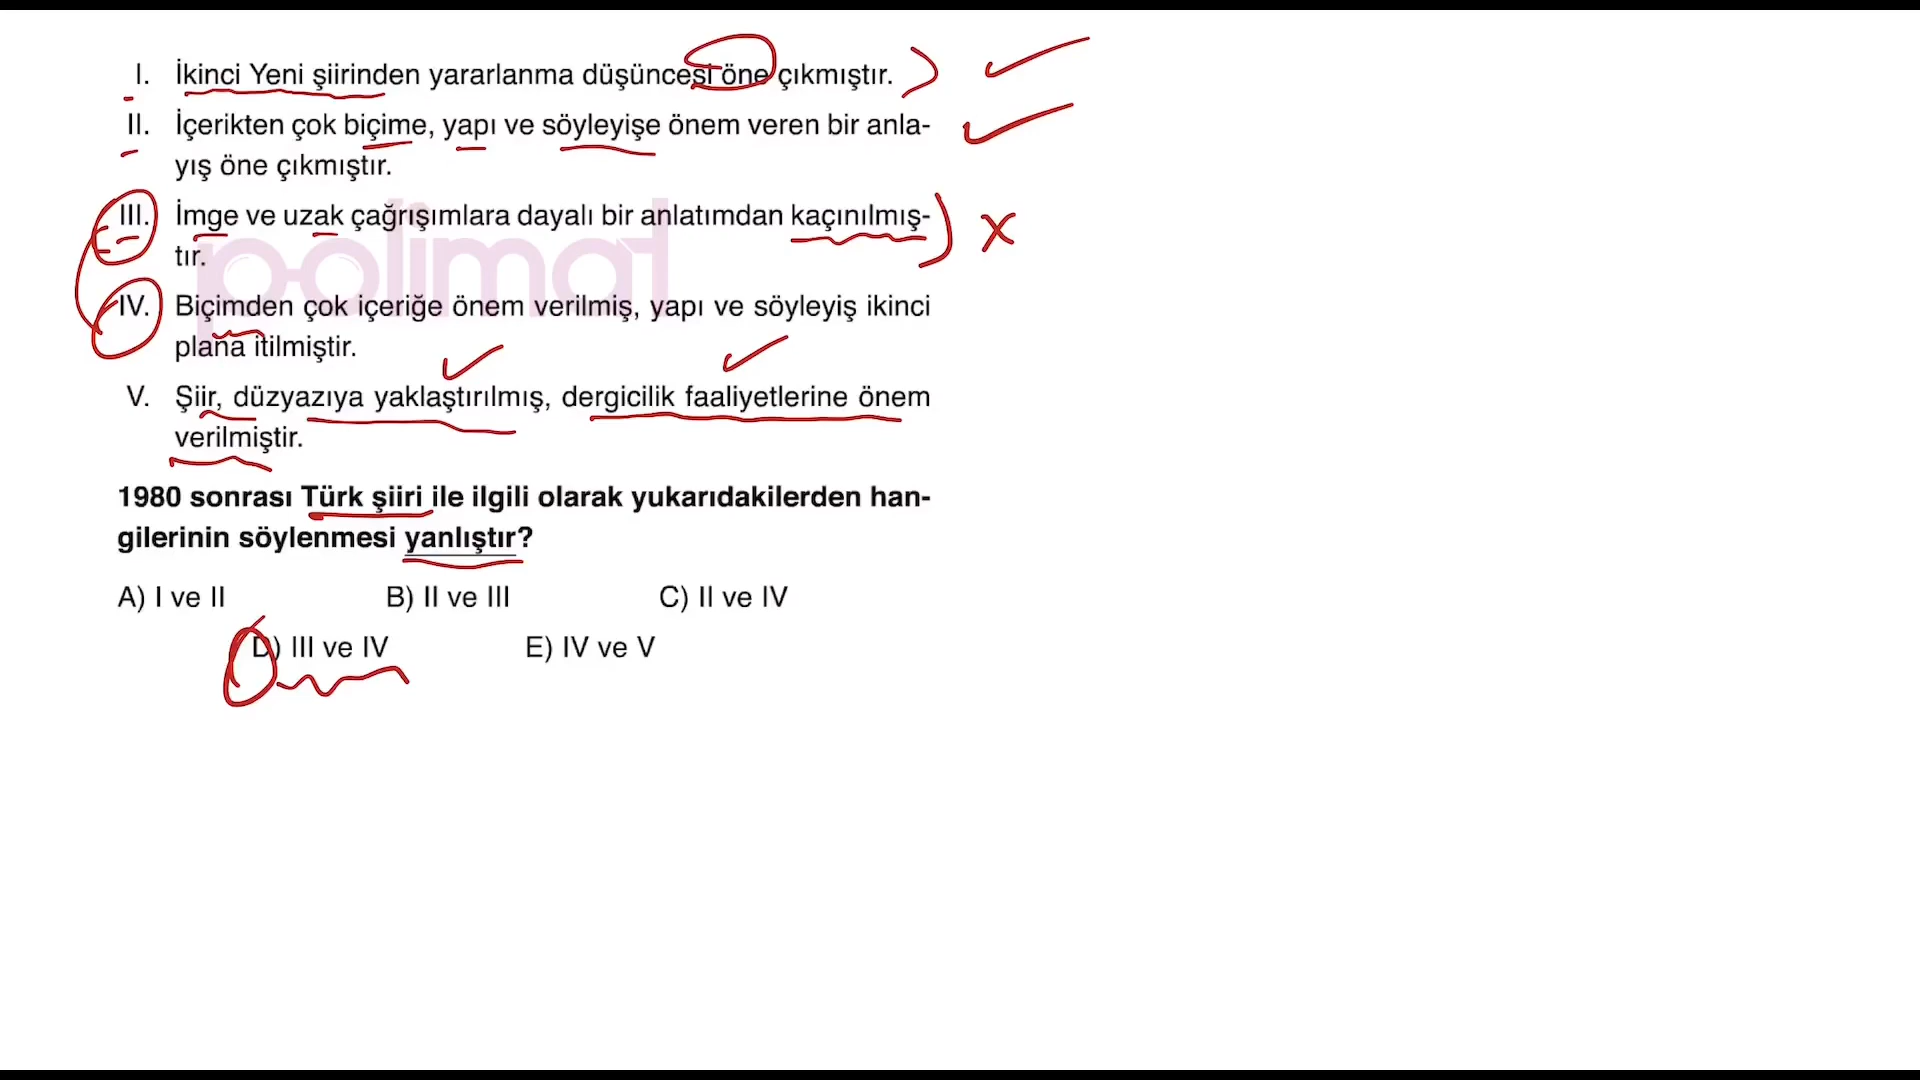 I. İkinci Yeni şiirinden yararlanma düşüncesi öne çıkmıştır.
II. İçerikten çok biçime, yapı ve söyleyişe önem veren bir anla-
yış öne çıkmıştır.
III. İmge ve uzak çağrışımlara dayalı bir anlatımdan kaçınılmış-
tır.
polimat
IV. Biçimden çok içeriğe önem verilmiş, yapı ve söyleyiş ikinci
plana itilmiştir.
V. Şiir, düzyazıya yaklaştırılmış, dergicilik faaliyetlerine önem
verilmiştir.
1980 sonrası Türk şiiri ile ilgili olarak yukarıdakilerden han-
gilerinin söylenmesi yanlıştır?
A) I ve II B) II ve III C) II ve IV
D) III ve IV E) IV ve V